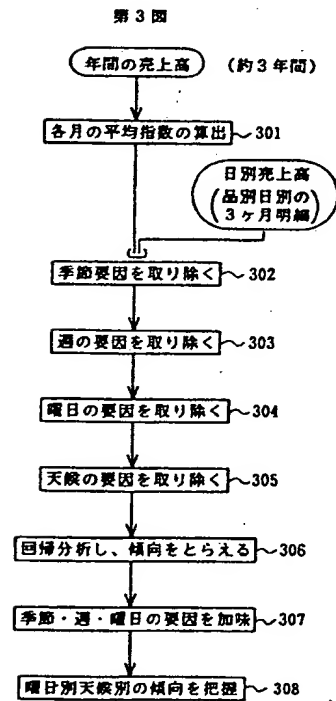 第3図
年間の売上高 (約3年間)
各月の平均指数の算出 301
日別売上高
(品別日別の
3ヶ月明細)
季節要因を取り除く 302
週の要因を取り除く 303
曜日の要因を取り除く 304
天候の要因を取り除く 305
回帰分析し、傾向をとらえる 306
季節・週・曜日の要因を加味 307
曜日別天候別の傾向を把握 308